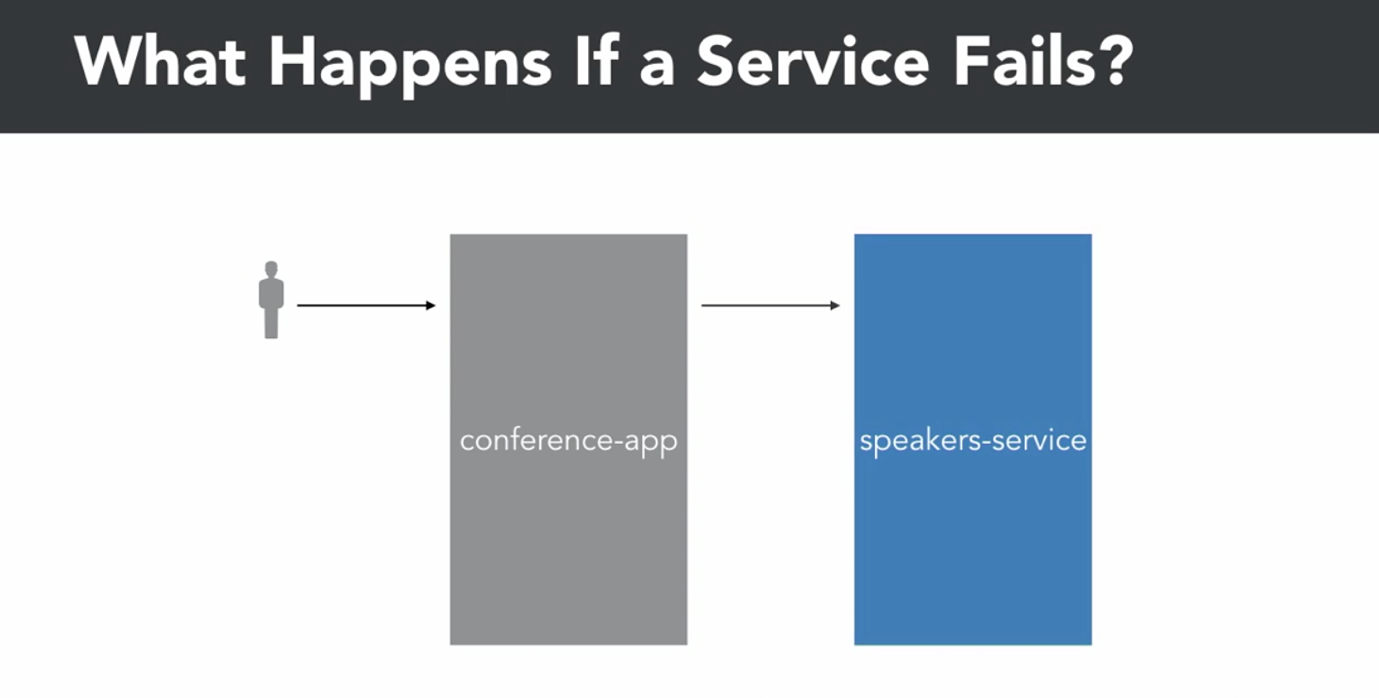 What Happens If a Service Fails?
conference-app
speakers-service